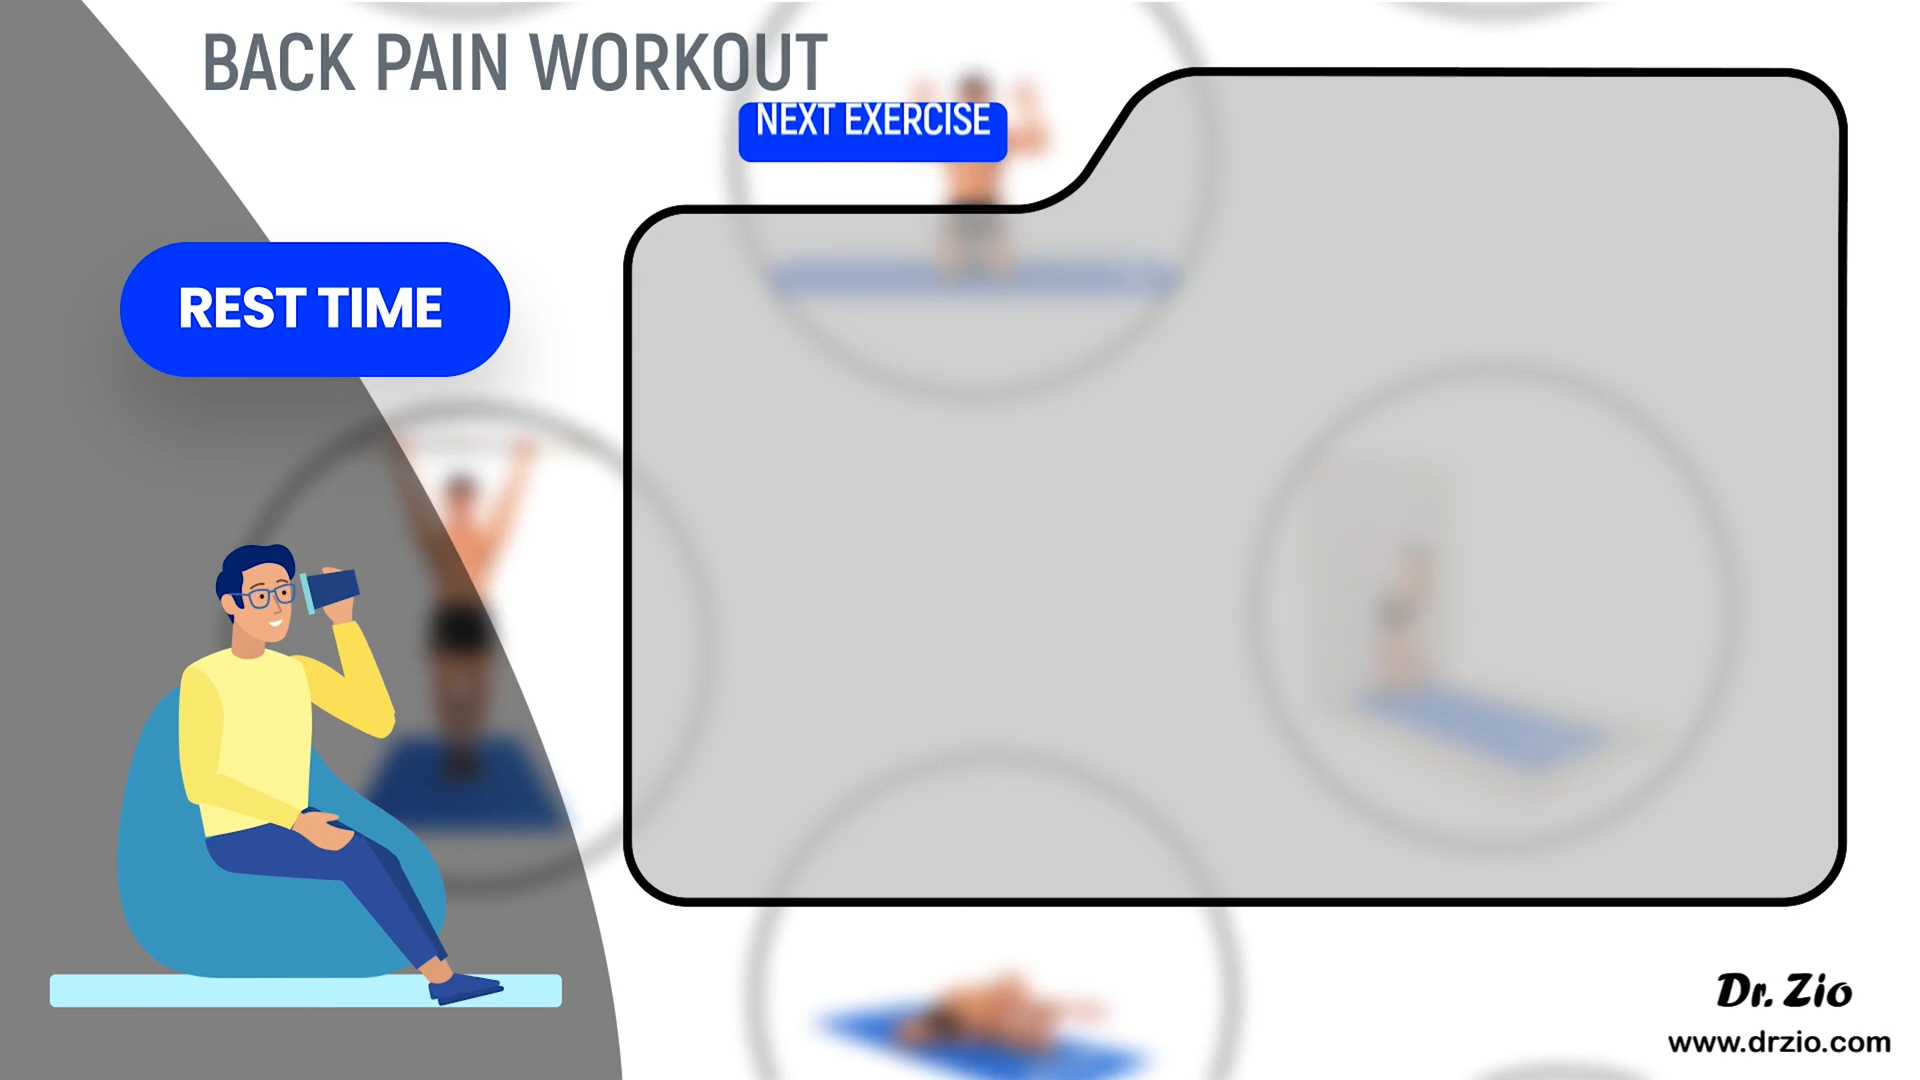 BACK PAIN WORKOUT
NEXT EXERCISE
REST TIME
Dr. Zio
www.drzio.com